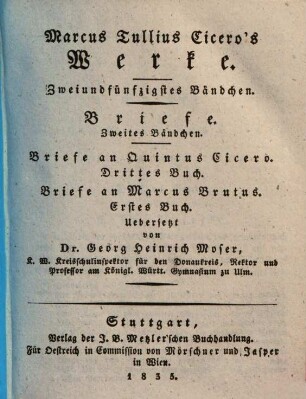 Marcus Tullius Cicero's
Werke.
Zweiundfünfzigstes Bändchen.
Briefe.
Zweites Bändchen.
Briefe an Quintus Cicero.
Drittes Buch.
Briefe an Marcus Brutus.
Erstes Buch.
Uebersetzt
von
Dr. Georg Heinrich Moser,
K. W. Kreisschulinspektor für den Donaukreis, Rektor und
Professor am Königl. Württ. Gymnasium zu Ulm.
Stuttgart,
Verlag der J. B. Metzler'schen Buchhandlung.
Für Oestreich in Commission von Mörschner und Jasper
in Wien.
1835.